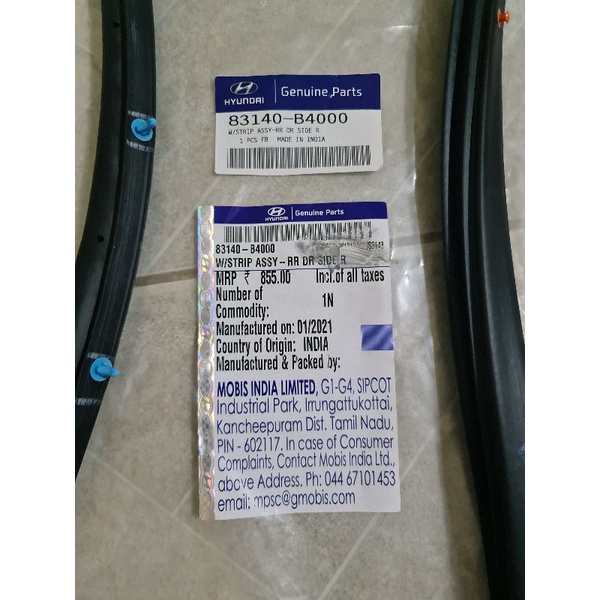 HYUNDAI
Genuine Parts
83140-B4000
W/STRIP ASSY-RR DR SIDE R
1 PCS FB MADE IN INDIA
HYUNDAI
Genuine Parts
83140-B4000
W/STRIP ASSY-RR DR SIDE R
MRP ₹ 855.00 Incl.of all taxes
Number of 1N
Commodity:
Manufactured on: 01/2021
Country of Origin: INDIA
Manufactured & Packed by:
MOBIS INDIA LIMITED, G1-G4, SIPCOT
Industrial Park, Irrungattukottai,
Kancheepuram Dist. Tamil Nadu,
PIN - 602117. In case of Consumer
Complaints, Contact Mobis India Ltd.,
above Address. Ph: 044 67101453
email: mpsc@gmobis.com